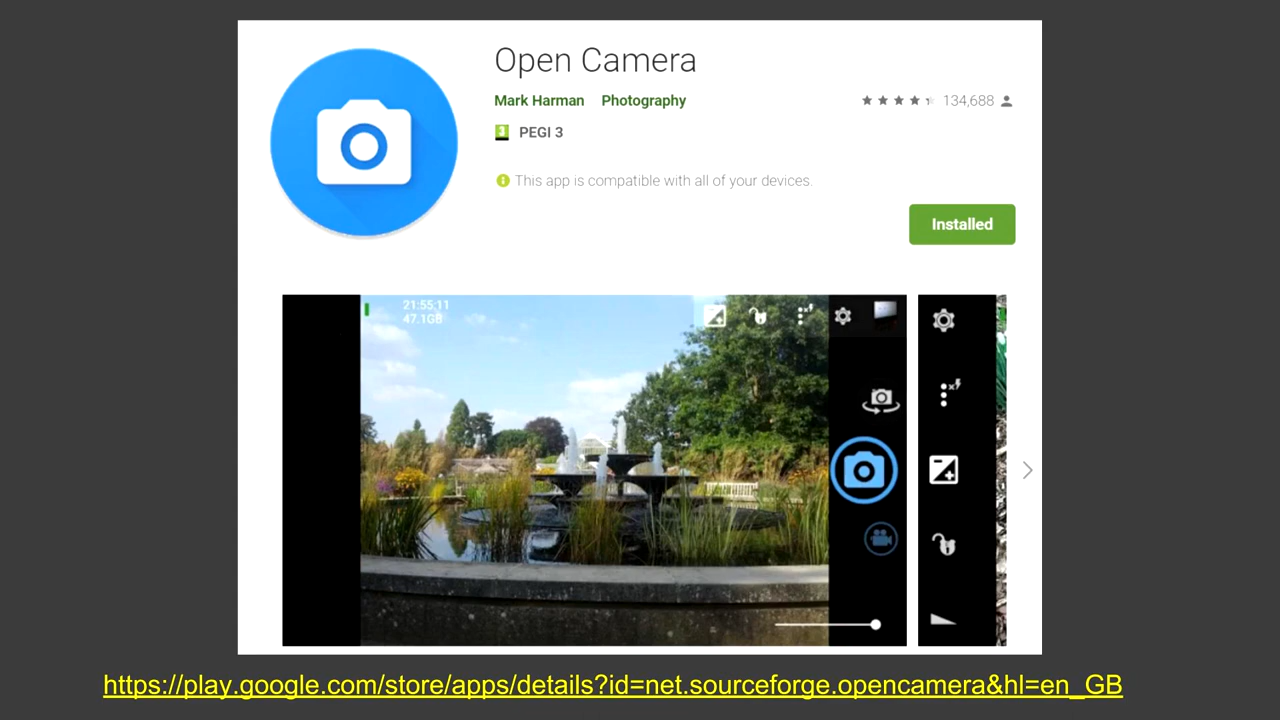 Open Camera
Mark Harman Photography
134,688
3 PEGI 3
This app is compatible with all of your devices.
Installed
21:55:11
47.1GB
https://play.google.com/store/apps/details?id=net.sourceforge.opencamera&hl=en_GB